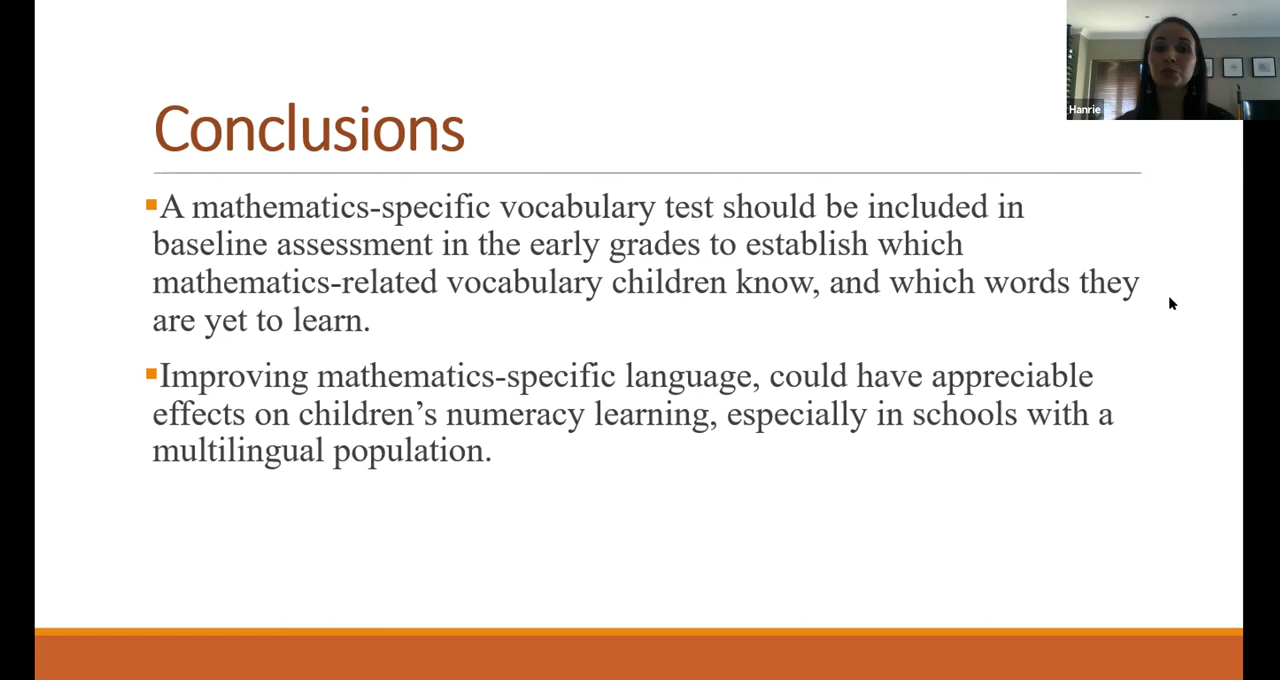 Hanrie
Conclusions
▪A mathematics-specific vocabulary test should be included in
baseline assessment in the early grades to establish which
mathematics-related vocabulary children know, and which words they
are yet to learn.
▪Improving mathematics-specific language, could have appreciable
effects on children’s numeracy learning, especially in schools with a
multilingual population.